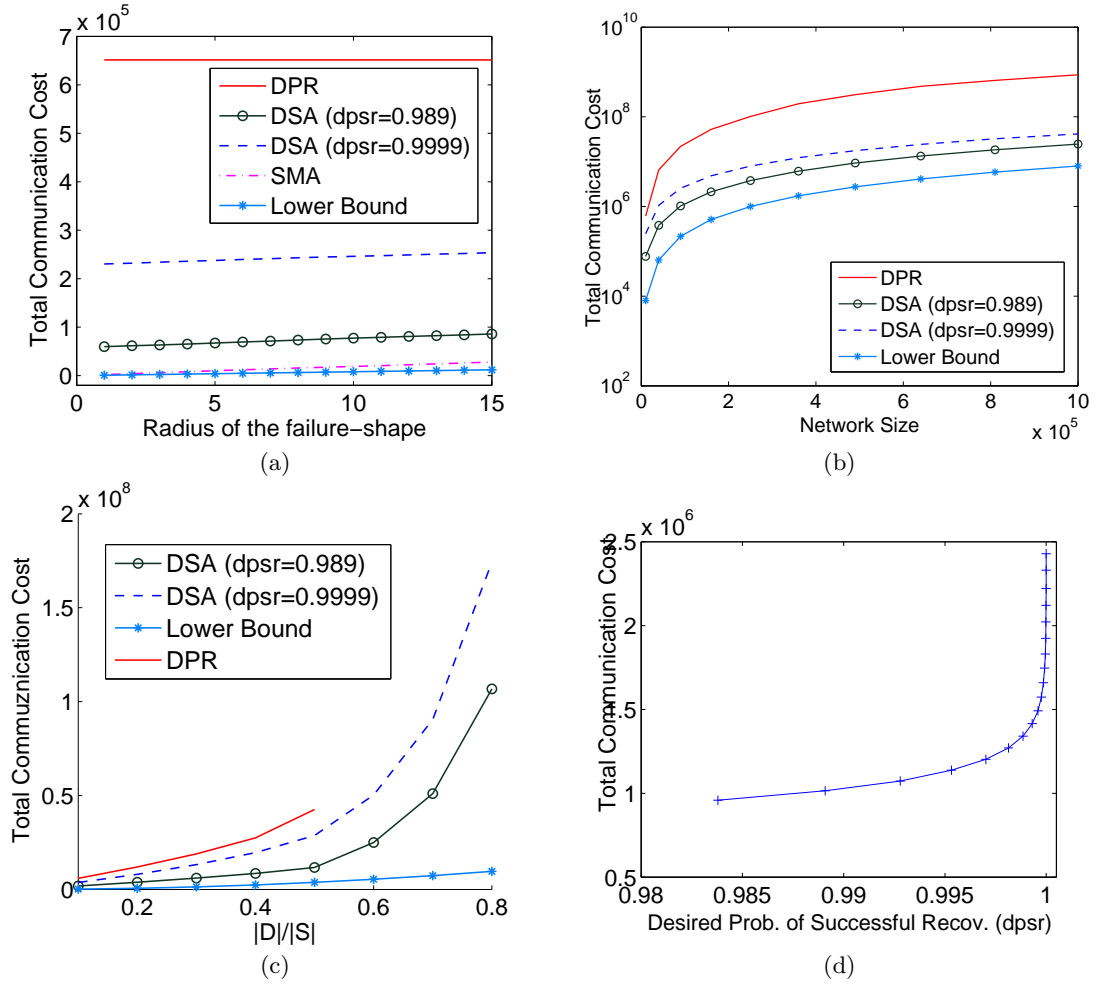 x 10^5
7
6
5
4
3
2
1
0
5
10
15
Total Communication Cost
Radius of the failure−shape
DPR
DSA (dpsr=0.989)
DSA (dpsr=0.9999)
SMA
Lower Bound
(a)
10^10
10^8
10^6
10^4
10^2
0
2
4
6
8
10
x 10^5
Total Communication Cost
Network Size
DPR
DSA (dpsr=0.989)
DSA (dpsr=0.9999)
Lower Bound
(b)
x 10^8
2
1.5
1
0.5
0
0.2
0.4
0.6
0.8
Total Commuznication Cost
|D|/|S|
DSA (dpsr=0.989)
DSA (dpsr=0.9999)
Lower Bound
DPR
(c)
x 10^6
2.5
2
1.5
1
0.5
0.98
0.985
0.99
0.995
1
Total Communication Cost
Desired Prob. of Successful Recov. (dpsr)
(d)